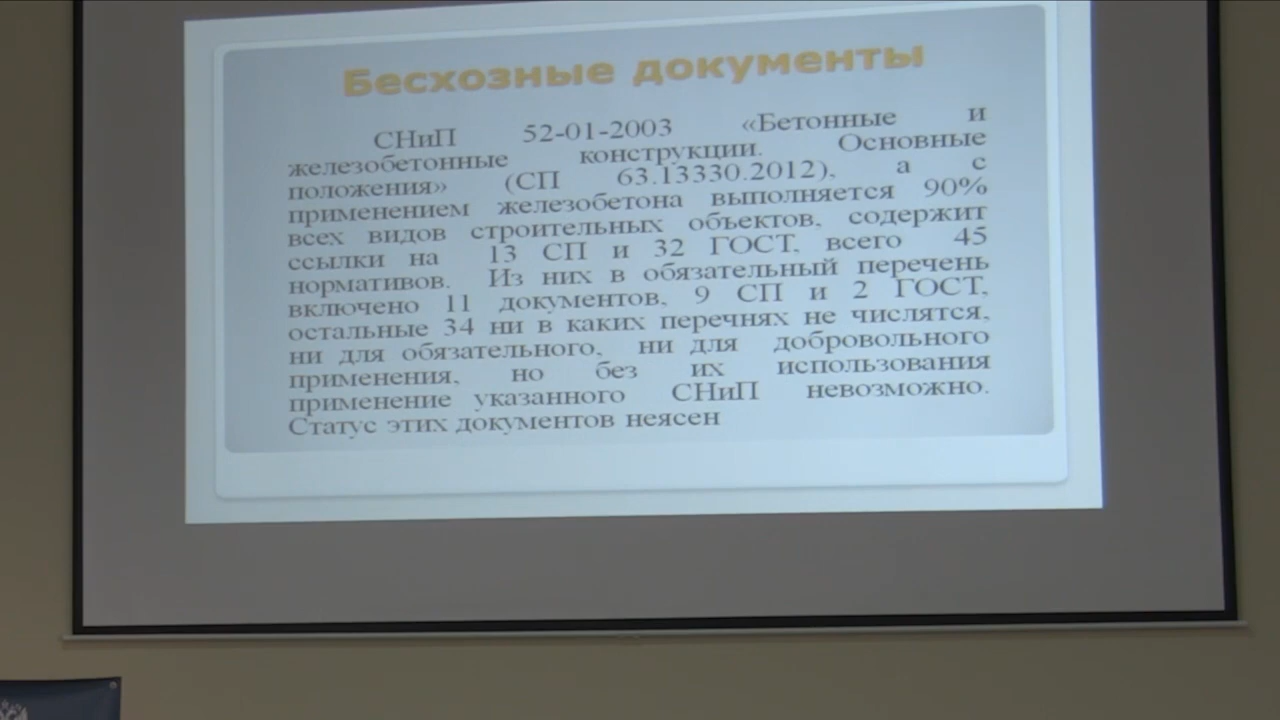 Бесхозные документы
СНиП 52-01-2003 «Бетонные и
железобетонные конструкции. Основные
положения» (СП 63.13330.2012), а с
применением железобетона выполняется 90%
всех видов строительных объектов, содержит
ссылки на 13 СП и 32 ГОСТ, всего 45
нормативов. Из них в обязательный перечень
включено 11 документов, 9 СП и 2 ГОСТ,
остальные 34 ни в каких перечнях не числятся,
ни для обязательного, ни для добровольного
применения, но без их использования
применение указанного СНиП невозможно.
Статус этих документов неясен